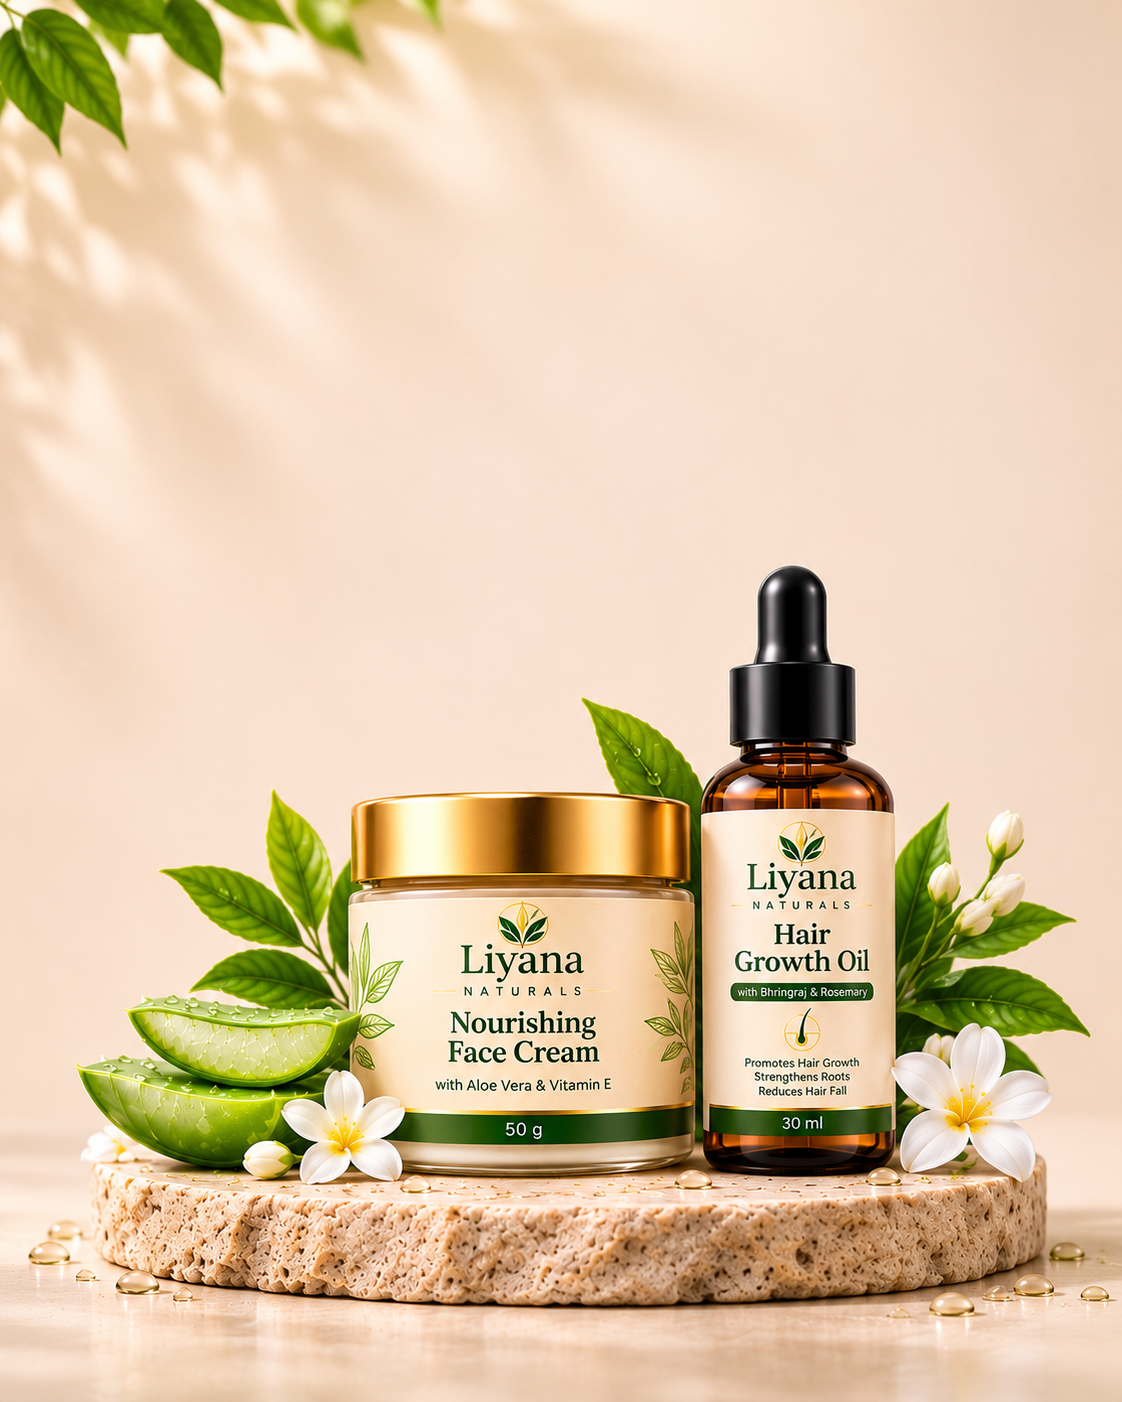 Liyana
NATURALS
Nourishing
Face Cream
with Aloe Vera & Vitamin E
50 g
Liyana
NATURALS
Hair
Growth Oil
with Bhringraj & Rosemary
Promotes Hair Growth
Strengthens Roots
Reduces Hair Fall
30 ml